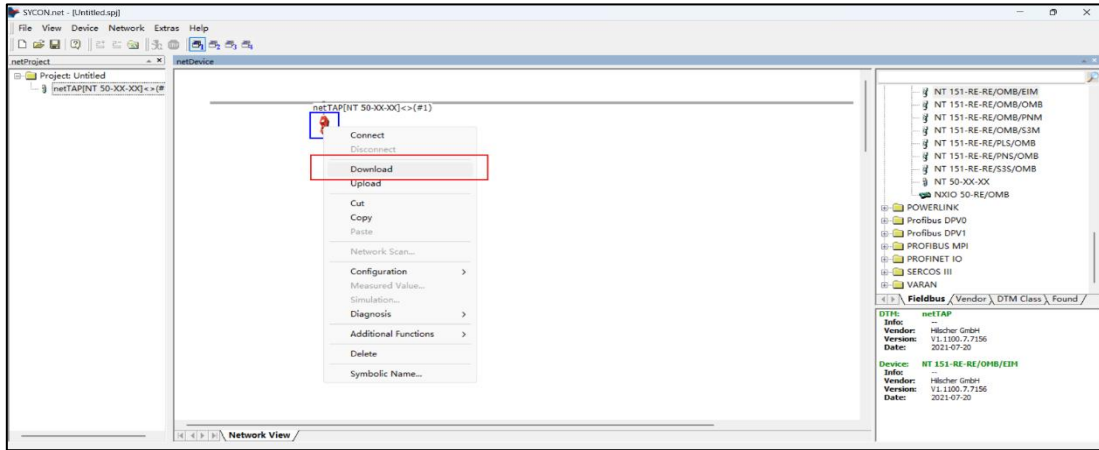 SYCON.net - [Untitled.spj]
File View Device Network Extras Help
netProject
netDevice
Project: Untitled
netTAP[NT 50-XX-XX]<>(#
netTAP[NT 50-XX-XX]<>(#1)
Connect
Disconnect
Download
Upload
Cut
Copy
Paste
Network Scan...
Configuration
Measured Value...
Simulation...
Diagnosis
Additional Functions
Delete
Symbolic Name...
Network View
NT 151-RE-RE/OMB/EIM
NT 151-RE-RE/OMB/OMB
NT 151-RE-RE/OMB/PNM
NT 151-RE-RE/OMB/S3M
NT 151-RE-RE/PLS/OMB
NT 151-RE-RE/PNS/OMB
NT 151-RE-RE/S3S/OMB
NT 50-XX-XX
NXIO 50-RE/OMB
POWERLINK
Profibus DPV0
Profibus DPV1
PROFIBUS MPI
PROFINET IO
SERCOS III
VARAN
Fieldbus Vendor DTM Class Found
DTM: netTAP
Info: --
Vendor: Hilscher GmbH
Version: V1.1100.7.7156
Date: 2021-07-20
Device: NT 151-RE-RE/OMB/EIM
Info: --
Vendor: Hilscher GmbH
Version: V1.1100.7.7156
Date: 2021-07-20